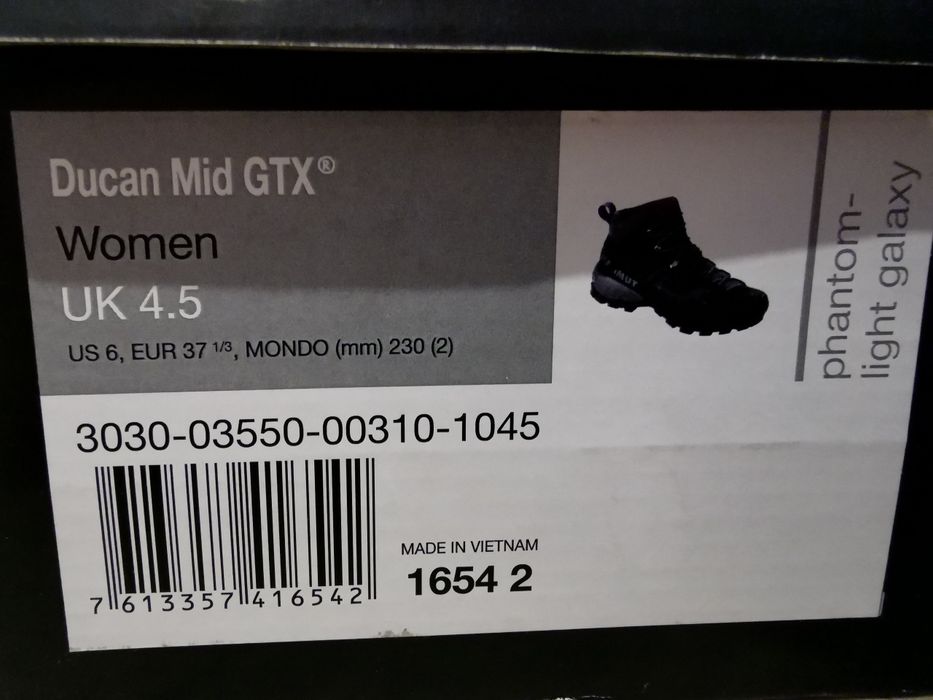 Ducan Mid GTX®
Women
UK 4.5
US 6, EUR 37 1/3, MONDO (mm) 230 (2)
phantom-
light galaxy
3030-03550-00310-1045
7 613357 416542
MADE IN VIETNAM
1654 2